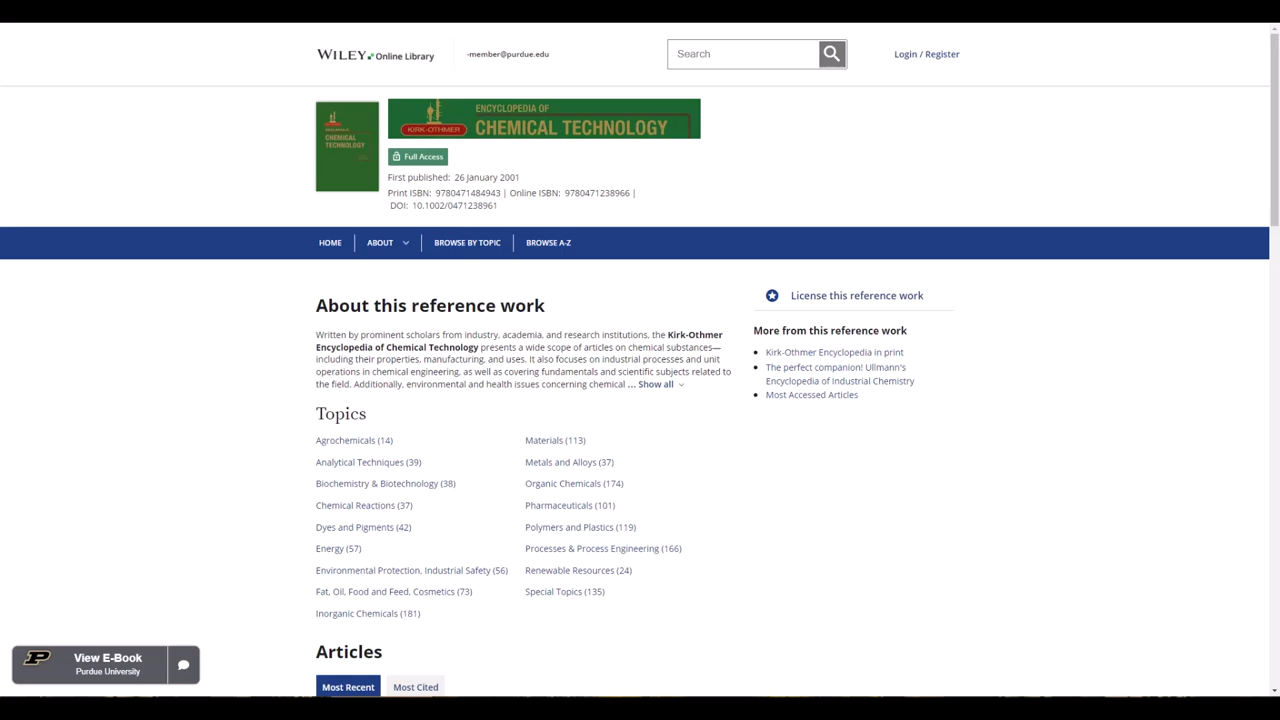 WILEY Online Library
-member@purdue.edu
Search
Login / Register
CHEMICAL
TECHNOLOGY
ENCYCLOPEDIA OF
KIRK-OTHMER
CHEMICAL TECHNOLOGY
Full Access
First published: 26 January 2001
Print ISBN: 9780471484943 | Online ISBN: 9780471238966 |
DOI: 10.1002/0471238961
HOME
ABOUT
BROWSE BY TOPIC
BROWSE A-Z
About this reference work
Written by prominent scholars from industry, academia, and research institutions, the Kirk-Othmer
Encyclopedia of Chemical Technology presents a wide scope of articles on chemical substances—
including their properties, manufacturing, and uses. It also focuses on industrial processes and unit
operations in chemical engineering, as well as covering fundamentals and scientific subjects related to
the field. Additionally, environmental and health issues concerning chemical ... Show all
License this reference work
More from this reference work
Kirk-Othmer Encyclopedia in print
The perfect companion! Ullmann's
Encyclopedia of Industrial Chemistry
Most Accessed Articles
Topics
Agrochemicals (14)
Analytical Techniques (39)
Biochemistry & Biotechnology (38)
Chemical Reactions (37)
Dyes and Pigments (42)
Energy (57)
Environmental Protection, Industrial Safety (56)
Fat, Oil, Food and Feed, Cosmetics (73)
Inorganic Chemicals (181)
Materials (113)
Metals and Alloys (37)
Organic Chemicals (174)
Pharmaceuticals (101)
Polymers and Plastics (119)
Processes & Process Engineering (166)
Renewable Resources (24)
Special Topics (135)
Articles
Most Recent
Most Cited
View E-Book
Purdue University